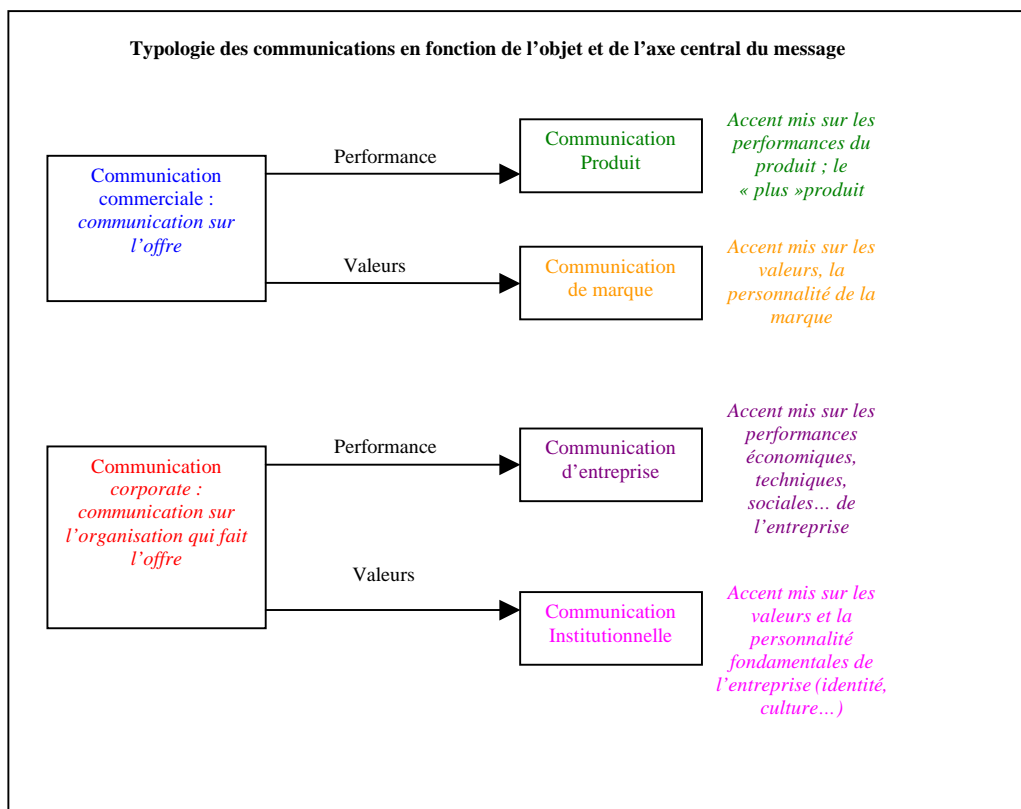 Typologie des communications en fonction de l’objet et de l’axe central du message
Communication
commerciale :
communication sur
l’offre
Performance
Communication
Produit
Accent mis sur les
performances du
produit ; le
« plus »produit
Valeurs
Communication
de marque
Accent mis sur les
valeurs, la
personnalité de la
marque
Communication
corporate :
communication sur
l’organisation qui fait
l’offre
Performance
Communication
d’entreprise
Accent mis sur les
performances
économiques,
techniques,
sociales… de
l’entreprise
Valeurs
Communication
Institutionnelle
Accent mis sur les
valeurs et la
personnalité
fondamentales de
l’entreprise (identité,
culture…)